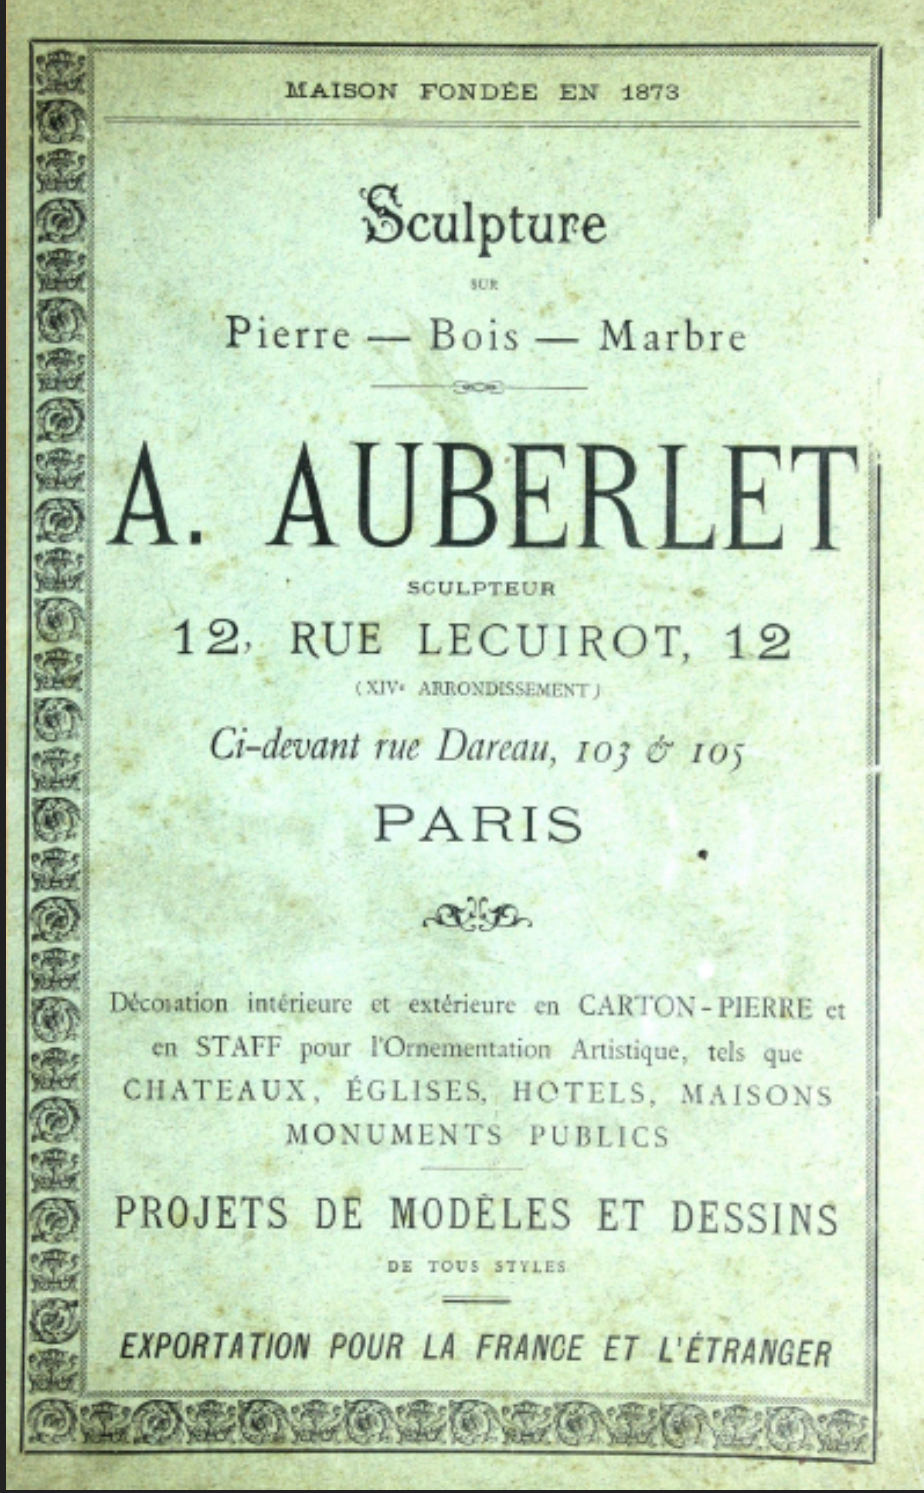 MAISON FONDÉE EN 1873
Sculpture
SUR
Pierre — Bois — Marbre
A. AUBERLET
SCULPTEUR
12, RUE LECUIROT, 12
(XIVe ARRONDISSEMENT)
Ci-devant rue Dareau, 103 & 105
PARIS
Décoration intérieure et extérieure en CARTON-PIERRE et
en STAFF pour l'Ornementation Artistique, tels que
CHATEAUX, ÉGLISES, HOTELS, MAISONS
MONUMENTS PUBLICS
PROJETS DE MODÈLES ET DESSINS
DE TOUS STYLES
EXPORTATION POUR LA FRANCE ET L'ÉTRANGER